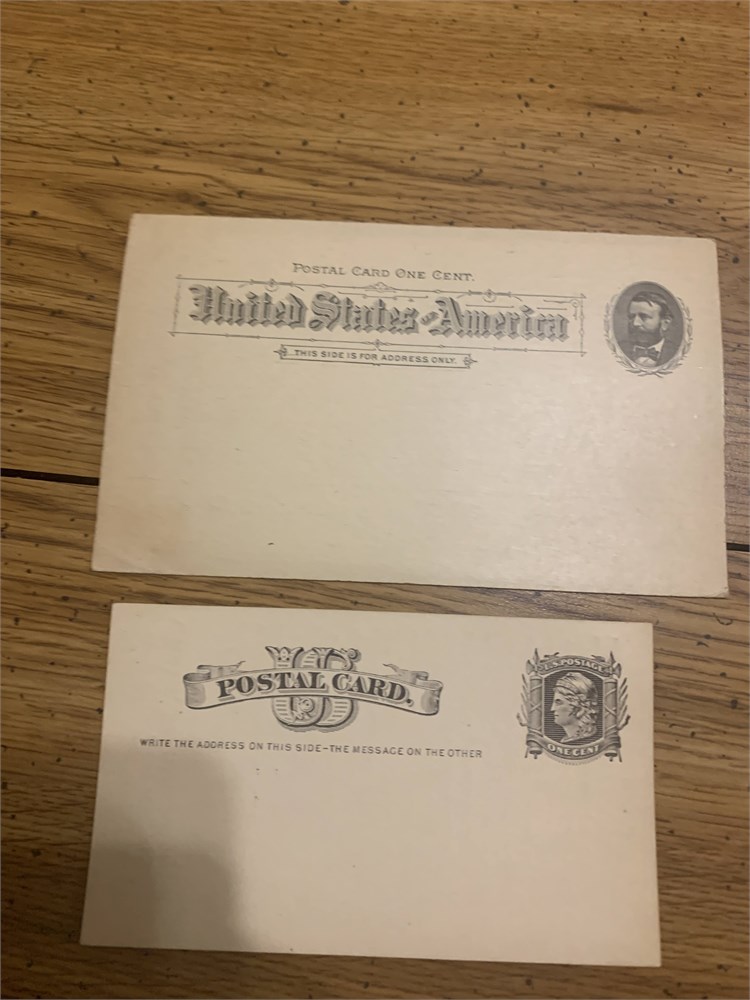 POSTAL CARD ONE CENT.
United States of America
THIS SIDE IS FOR ADDRESS ONLY.
US
POSTAL CARD.
U.S. POSTAGE
WRITE THE ADDRESS ON THIS SIDE–THE MESSAGE ON THE OTHER
ONE CENT